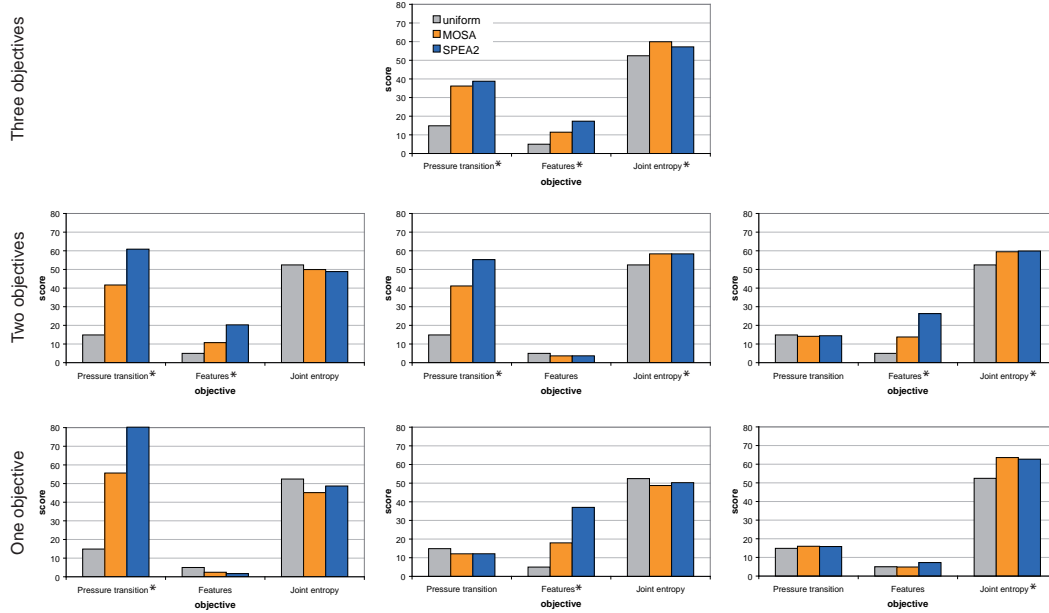 Three objectives
score
80
70
60
50
40
30
20
10
0
uniform
MOSA
SPEA2
Pressure transition* Features* Joint entropy*
objective
Two objectives
score
80
70
60
50
40
30
20
10
0
Pressure transition* Features* Joint entropy
objective
score
80
70
60
50
40
30
20
10
0
Pressure transition* Features Joint entropy*
objective
score
80
70
60
50
40
30
20
10
0
Pressure transition Features* Joint entropy*
objective
One objective
score
80
70
60
50
40
30
20
10
0
Pressure transition* Features Joint entropy
objective
score
80
70
60
50
40
30
20
10
0
Pressure transition Features* Joint entropy
objective
score
80
70
60
50
40
30
20
10
0
Pressure transition Features Joint entropy*
objective